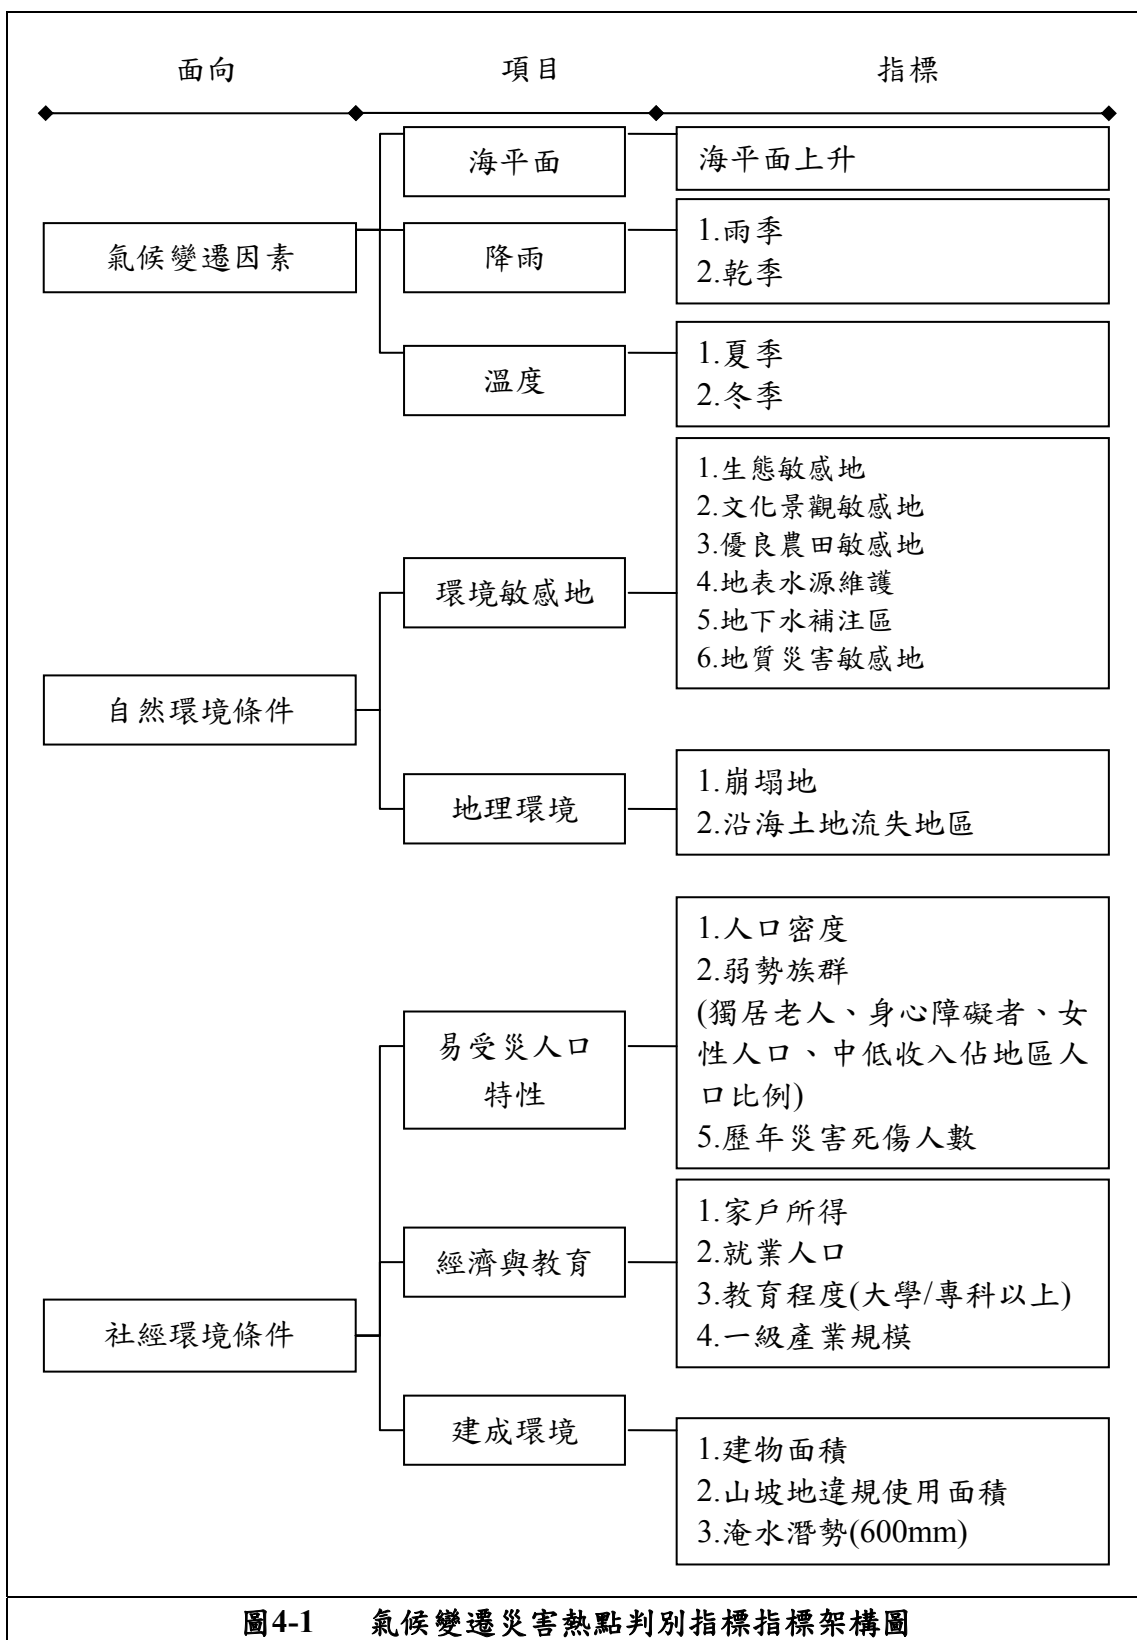 面向
項目
指標
海平面
海平面上升
氣候變遷因素
降雨
1.雨季
2.乾季
溫度
1.夏季
2.冬季
自然環境條件
環境敏感地
1.生態敏感地
2.文化景觀敏感地
3.優良農田敏感地
4.地表水源維護
5.地下水補注區
6.地質災害敏感地
地理環境
1.崩塌地
2.沿海土地流失地區
社經環境條件
易受災人口
特性
1.人口密度
2.弱勢族群
(獨居老人、身心障礙者、女
性人口、中低收入佔地區人
口比例)
5.歷年災害死傷人數
經濟與教育
1.家戶所得
2.就業人口
3.教育程度(大學/專科以上)
4.一級產業規模
建成環境
1.建物面積
2.山坡地違規使用面積
3.淹水潛勢(600mm)
圖4-1 氣候變遷災害熱點判別指標指標架構圖